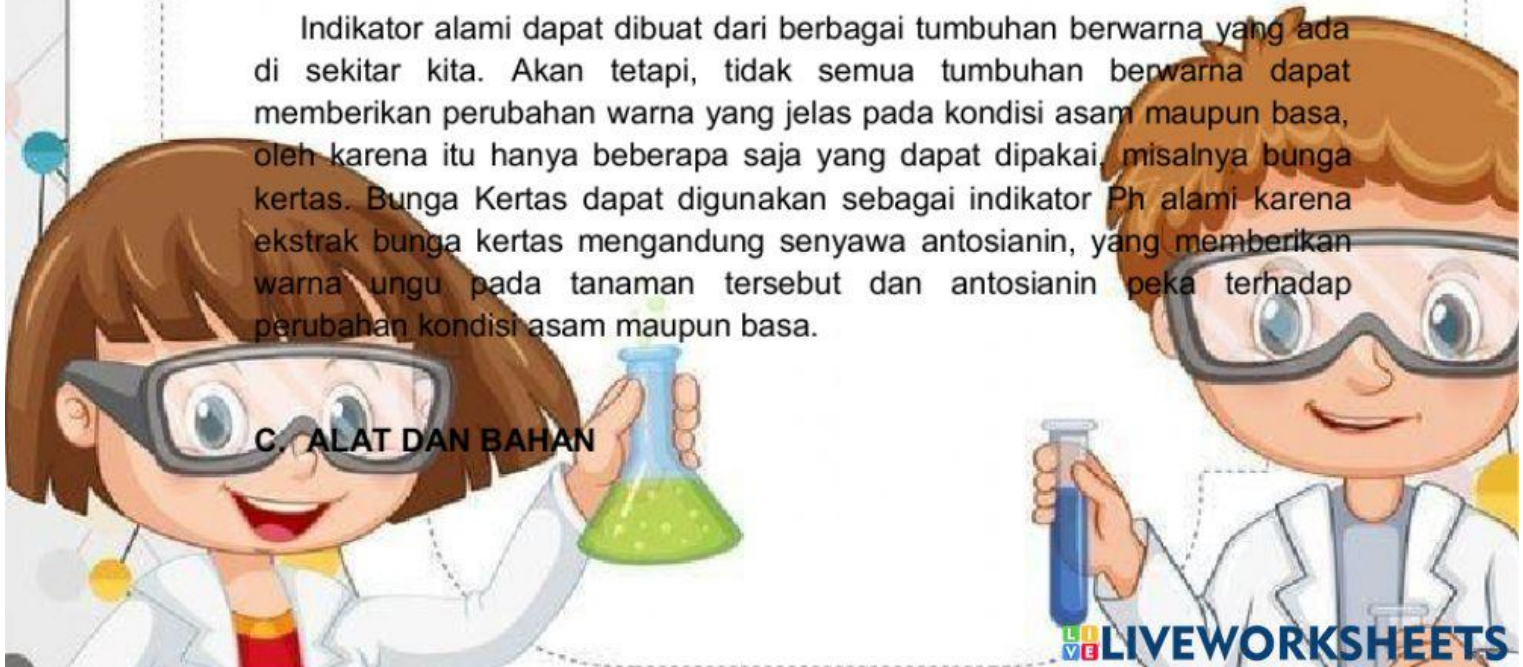 Indikator alami dapat dibuat dari berbagai tumbuhan berwarna yang ada
di sekitar kita. Akan tetapi, tidak semua tumbuhan berwarna dapat
memberikan perubahan warna yang jelas pada kondisi asam maupun basa,
oleh karena itu hanya beberapa saja yang dapat dipakai, misalnya bunga
kertas. Bunga Kertas dapat digunakan sebagai indikator Ph alami karena
ekstrak bunga kertas mengandung senyawa antosianin, yang memberikan
warna ungu pada tanaman tersebut dan antosianin peka terhadap
perubahan kondisi asam maupun basa.
C. ALAT DAN BAHAN
LIVE LIVEWORKSHEETS